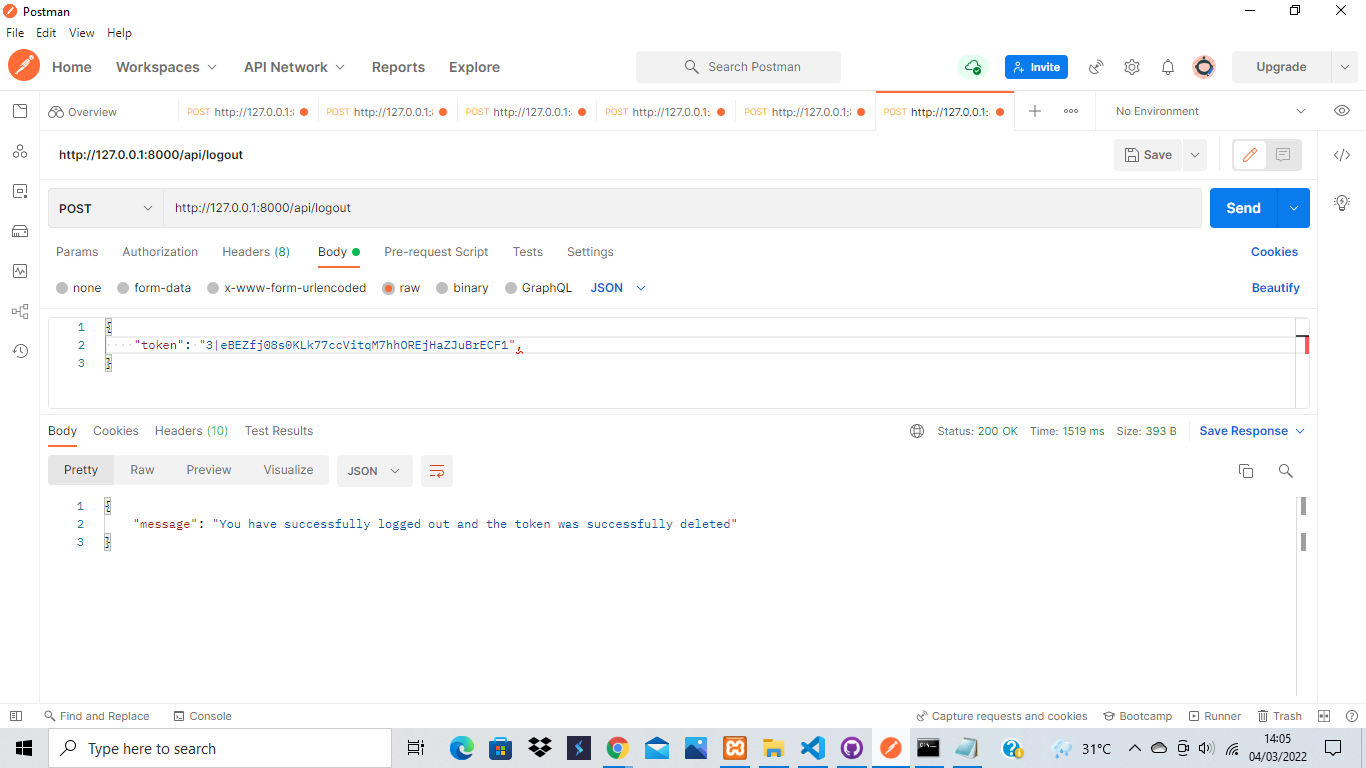 Postman
File Edit View Help
Home Workspaces API Network Reports Explore Search Postman Invite Upgrade
Overview POST http://127.0.0.1: POST http://127.0.0.1: POST http://127.0.0.1: POST http://127.0.0.1: POST http://127.0.0.1: POST http://127.0.0.1: No Environment
http://127.0.0.1:8000/api/logout Save
POST http://127.0.0.1:8000/api/logout Send
Params Authorization Headers (8) Body Pre-request Script Tests Settings Cookies
none form-data x-www-form-urlencoded raw binary GraphQL JSON Beautify
1 {
2 "token": "3|eBEZfj08s0KLk77ccVitqM7hhOREjHaZJuBrECF1",
3 }
Body Cookies Headers (10) Test Results Status: 200 OK Time: 1519 ms Size: 393 B Save Response
Pretty Raw Preview Visualize JSON
1 {
2 "message": "You have successfully logged out and the token was successfully deleted"
3 }
Find and Replace Console Capture requests and cookies Bootcamp Runner Trash
Type here to search 31°C 14:05
04/03/2022